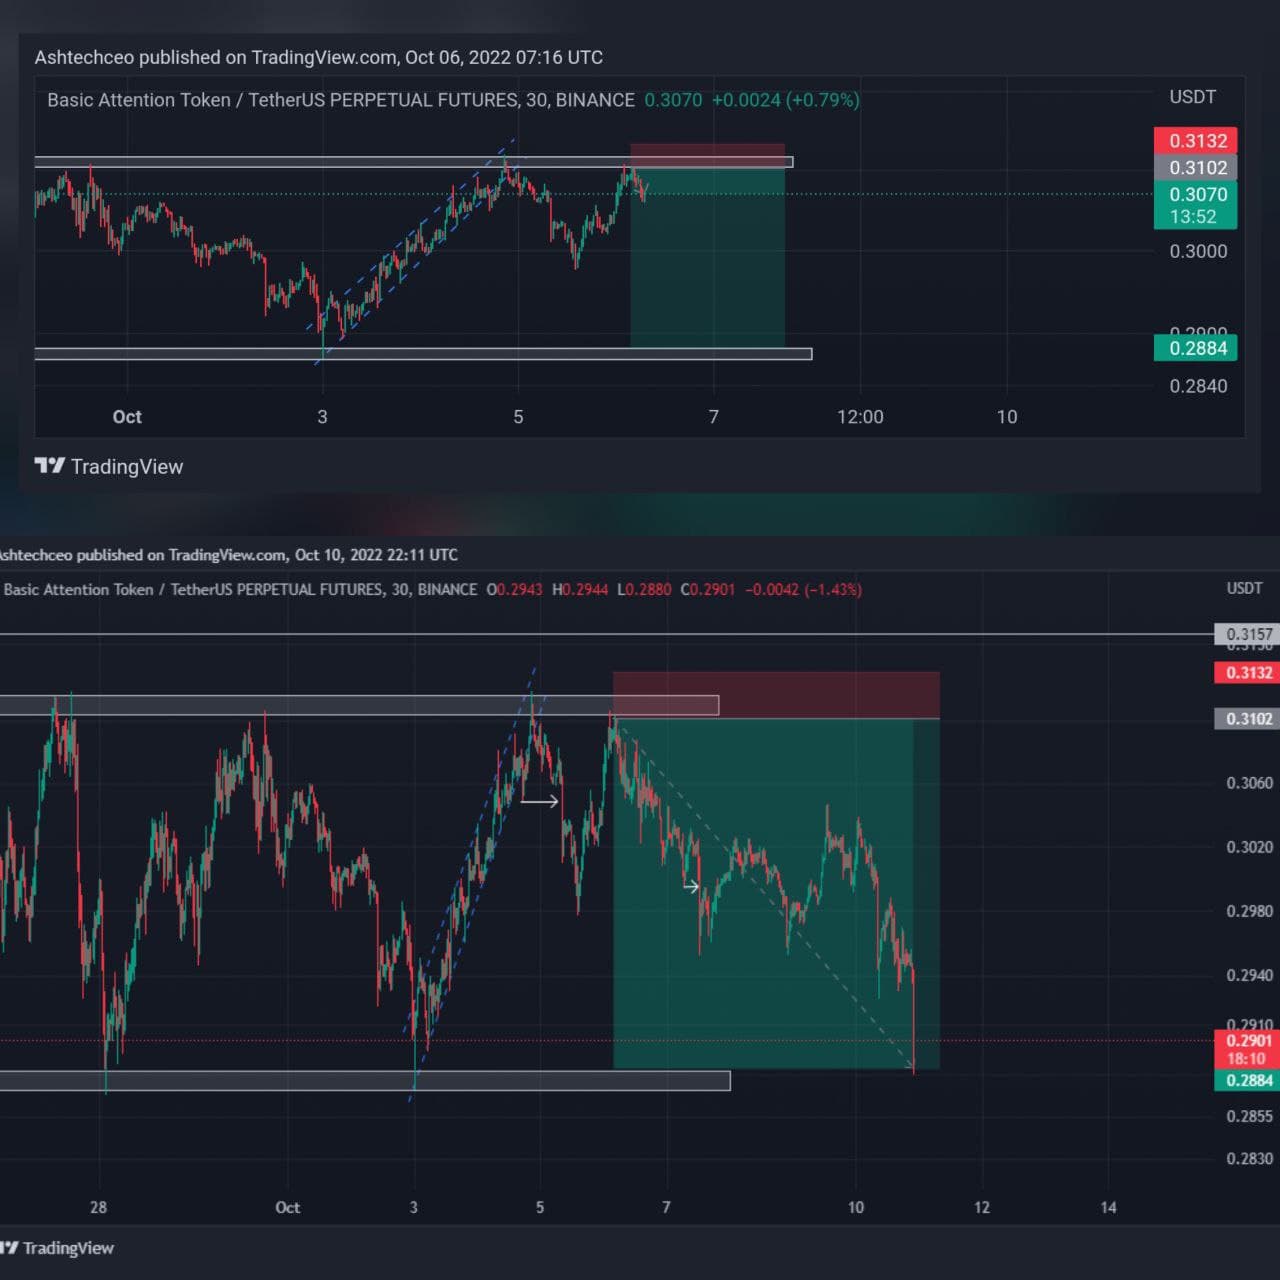 Ashtechceo published on TradingView.com, Oct 06, 2022 07:16 UTC
Basic Attention Token / TetherUS PERPETUAL FUTURES, 30, BINANCE 0.3070 +0.0024 (+0.79%)
USDT
0.3132
0.3102
0.3070
13:52
0.3000
0.2900
0.2884
0.2840
Oct 3 5 7 12:00 10
TradingView
Ashtechceo published on TradingView.com, Oct 10, 2022 22:11 UTC
Basic Attention Token / TetherUS PERPETUAL FUTURES, 30, BINANCE O0.2943 H0.2944 L0.2880 C0.2901 −0.0042 (−1.43%)
USDT
0.3157
0.3150
0.3132
0.3102
0.3060
0.3020
0.2980
0.2940
0.2910
0.2901
18:10
0.2884
0.2855
0.2830
28 Oct 3 5 7 10 12 14
TradingView